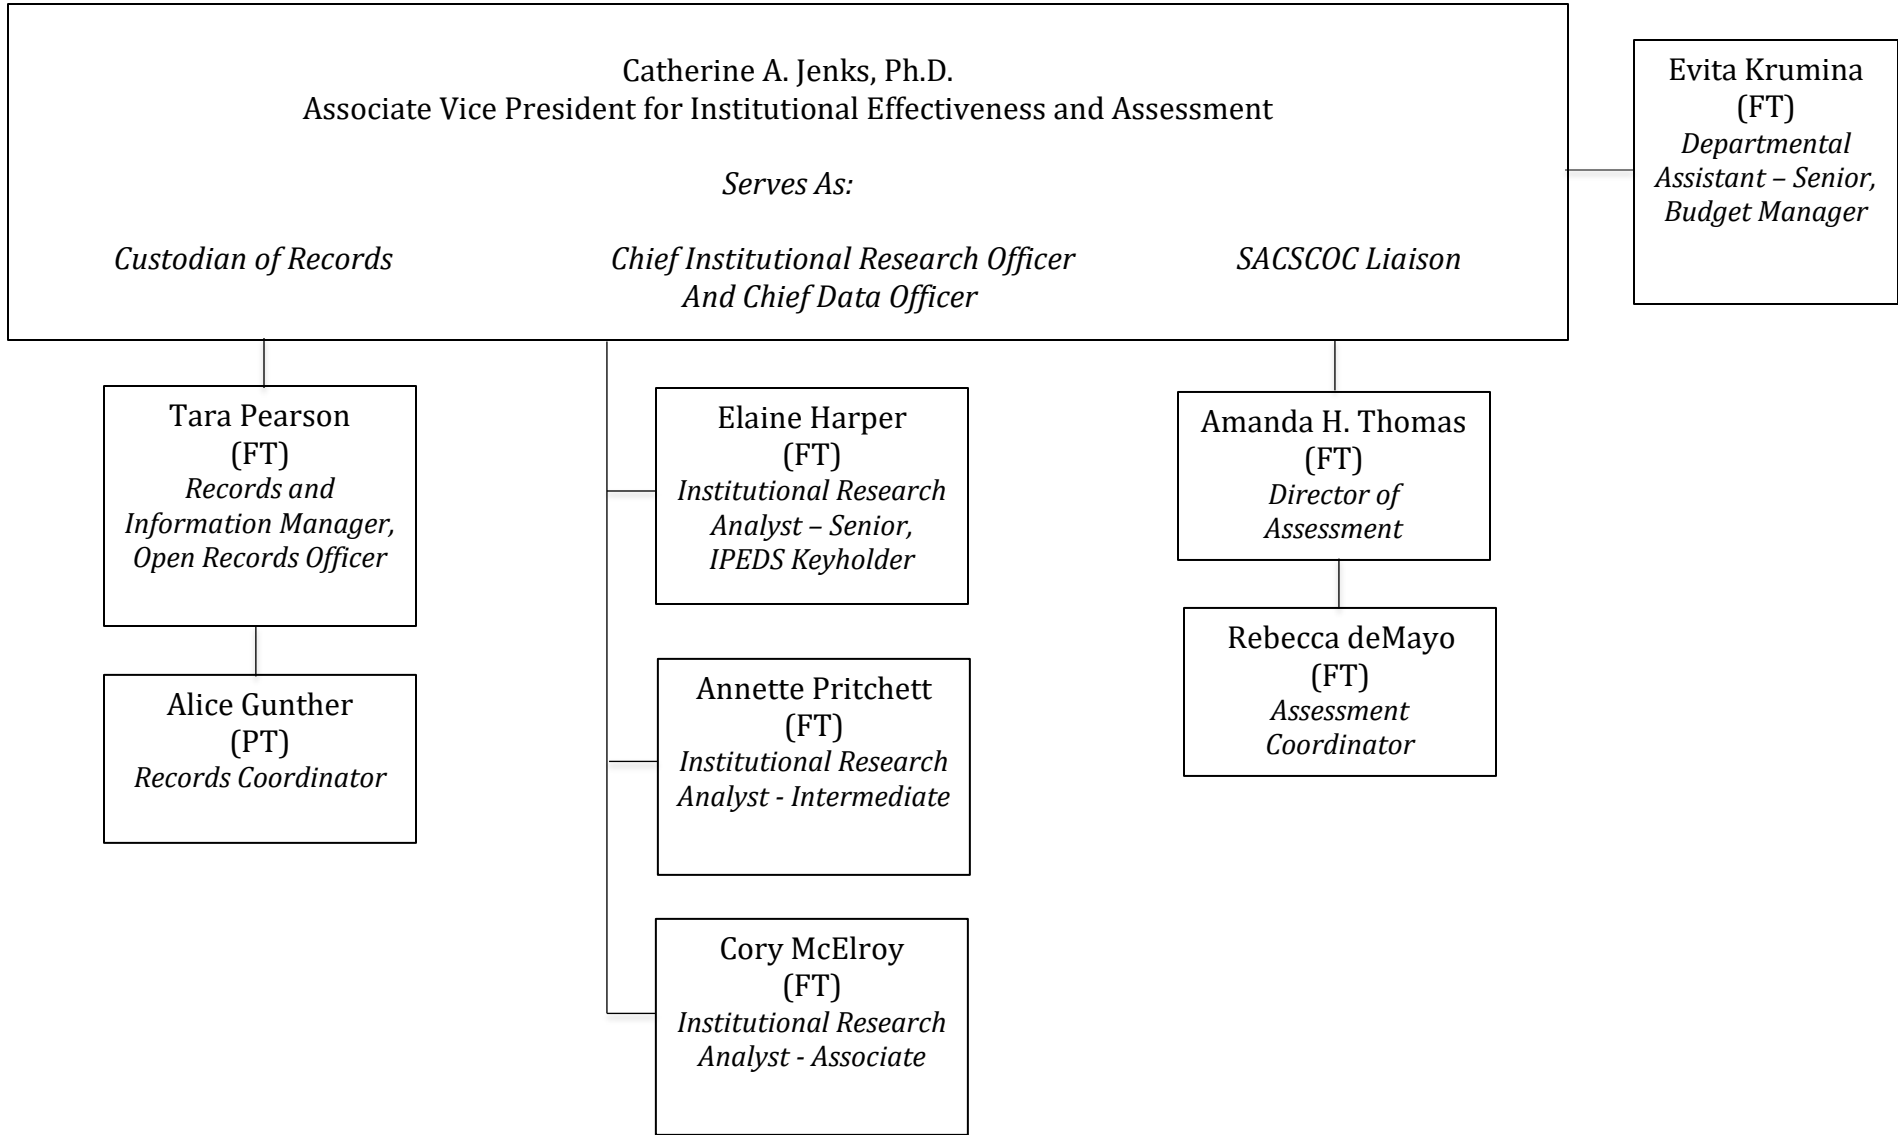 Catherine A. Jenks, Ph.D.
Associate Vice President for Institutional Effectiveness and Assessment
Serves As:
Custodian of Records
Chief Institutional Research Officer
And Chief Data Officer
SACSCOC Liaison
Evita Krumina
(FT)
Departmental
Assistant – Senior,
Budget Manager
Tara Pearson
(FT)
Records and
Information Manager,
Open Records Officer
Alice Gunther
(PT)
Records Coordinator
Elaine Harper
(FT)
Institutional Research
Analyst – Senior,
IPEDS Keyholder
Annette Pritchett
(FT)
Institutional Research
Analyst - Intermediate
Cory McElroy
(FT)
Institutional Research
Analyst - Associate
Amanda H. Thomas
(FT)
Director of
Assessment
Rebecca deMayo
(FT)
Assessment
Coordinator